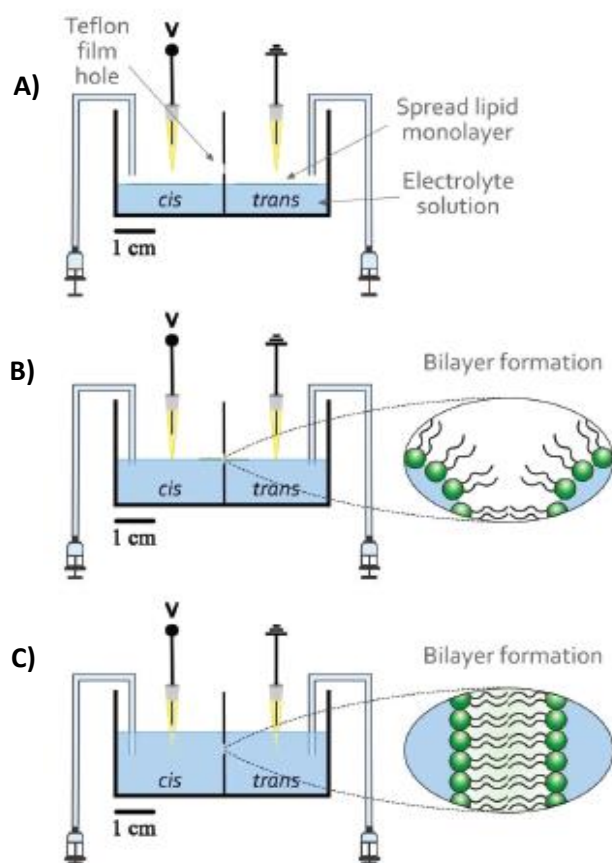 Teflon
film
hole
V
A)
Spread lipid
monolayer
Electrolyte
solution
cis
trans
1 cm
V
B)
Bilayer formation
cis
trans
1 cm
V
C)
Bilayer formation
cis
trans
1 cm